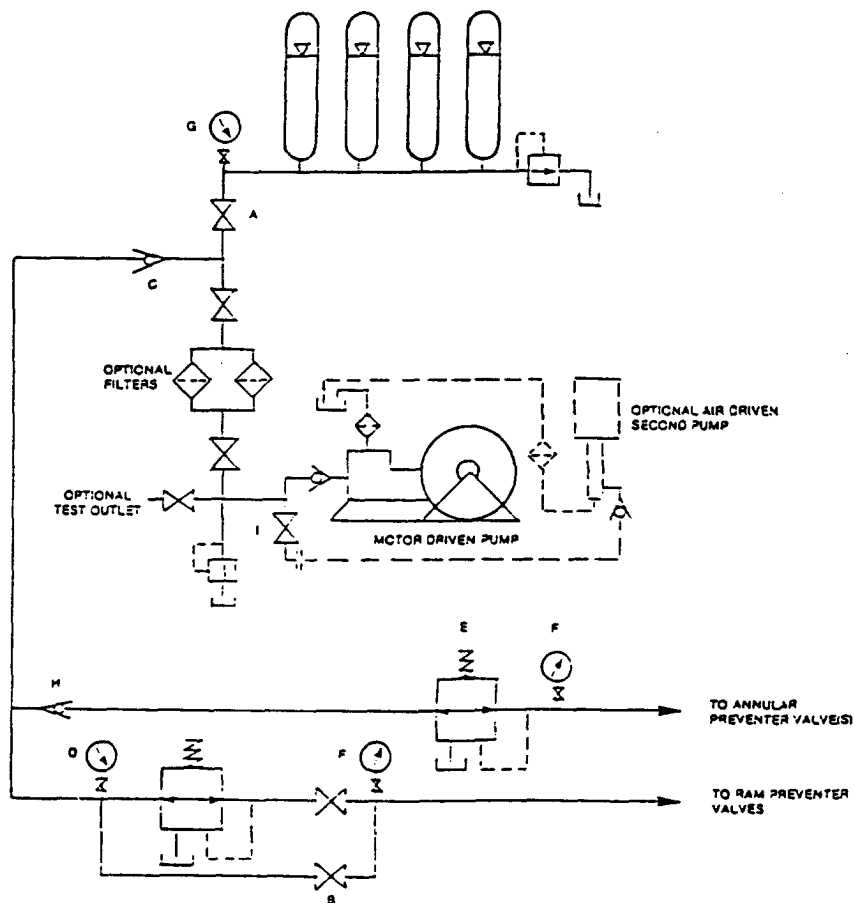 G
A
C
OPTIONAL
FILTERS
OPTIONAL AIR DRIVEN
SECOND PUMP
OPTIONAL
TEST OUTLET
I
MOTOR DRIVEN PUMP
E
F
H
TO ANNULAR
PREVENTER VALVE(S)
D
F
TO RAM PREVENTER
VALVES
B